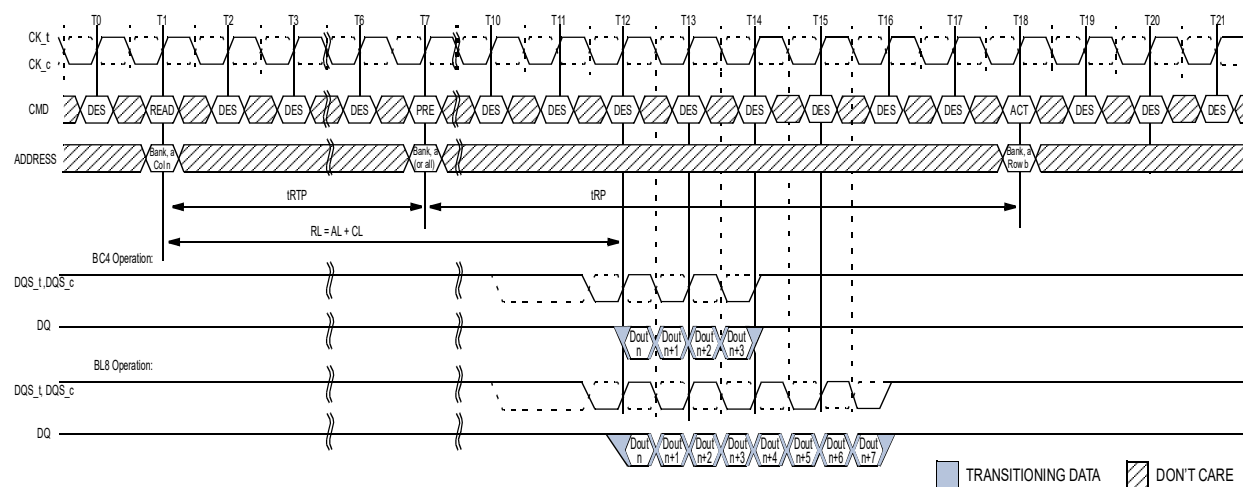 T0 T1 T2 T3 T6 T7 T10 T11 T12 T13 T14 T15 T16 T17 T18 T19 T20 T21
CK_t
CK_c
CMD DES READ DES DES DES PRE DES DES DES DES DES DES DES DES ACT DES DES DES
ADDRESS Bank, a Col n Bank, a (or all) Bank, a Row b
tRTP tRP
RL = AL + CL
BC4 Operation:
DQS_t ,DQS_c
DQ Dout n Dout n+1 Dout n+2 Dout n+3
BL8 Operation:
DQS_t, DQS_c
DQ Dout n Dout n+1 Dout n+2 Dout n+3 Dout n+4 Dout n+5 Dout n+6 Dout n+7
TRANSITIONING DATA DON'T CARE